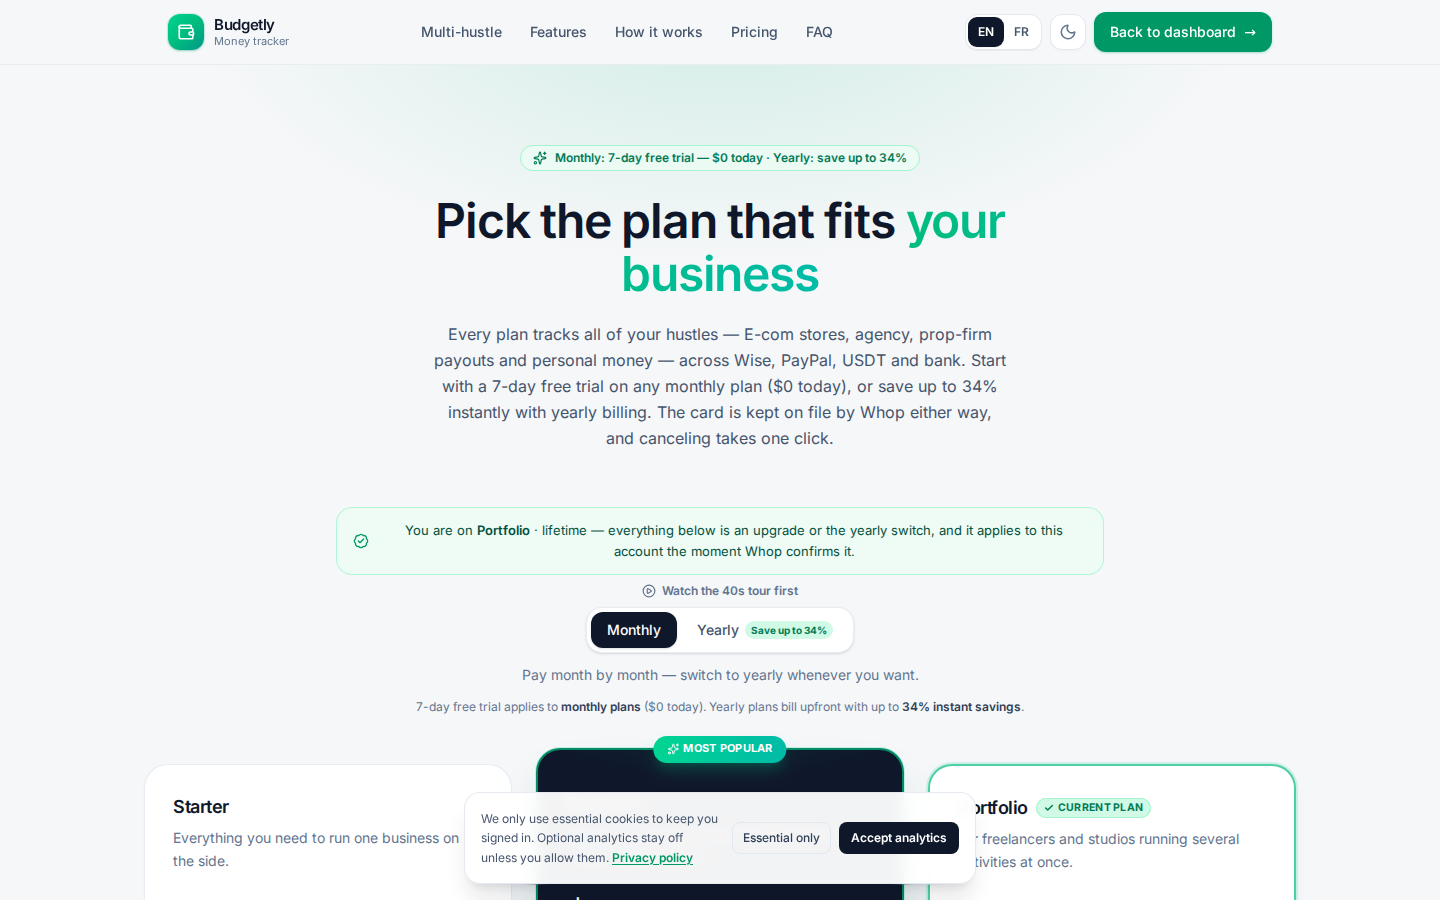 Budgetly
Money tracker
Multi-hustle
Features
How it works
Pricing
FAQ
EN
FR
Back to dashboard →
Monthly: 7-day free trial — $0 today · Yearly: save up to 34%
Pick the plan that fits your
business
Every plan tracks all of your hustles — E-com stores, agency, prop-firm
payouts and personal money — across Wise, PayPal, USDT and bank. Start
with a 7-day free trial on any monthly plan ($0 today), or save up to 34%
instantly with yearly billing. The card is kept on file by Whop either way,
and canceling takes one click.
You are on Portfolio · lifetime — everything below is an upgrade or the yearly switch, and it applies to this
account the moment Whop confirms it.
Watch the 40s tour first
Monthly
Yearly
Save up to 34%
Pay month by month — switch to yearly whenever you want.
7-day free trial applies to monthly plans ($0 today). Yearly plans bill upfront with up to 34% instant savings.
MOST POPULAR
Starter
Everything you need to run one business on
the side.
ortfolio
CURRENT PLAN
freelancers and studios running several
tivities at once.
We only use essential cookies to keep you
signed in. Optional analytics stay off
unless you allow them. Privacy policy
Essential only
Accept analytics